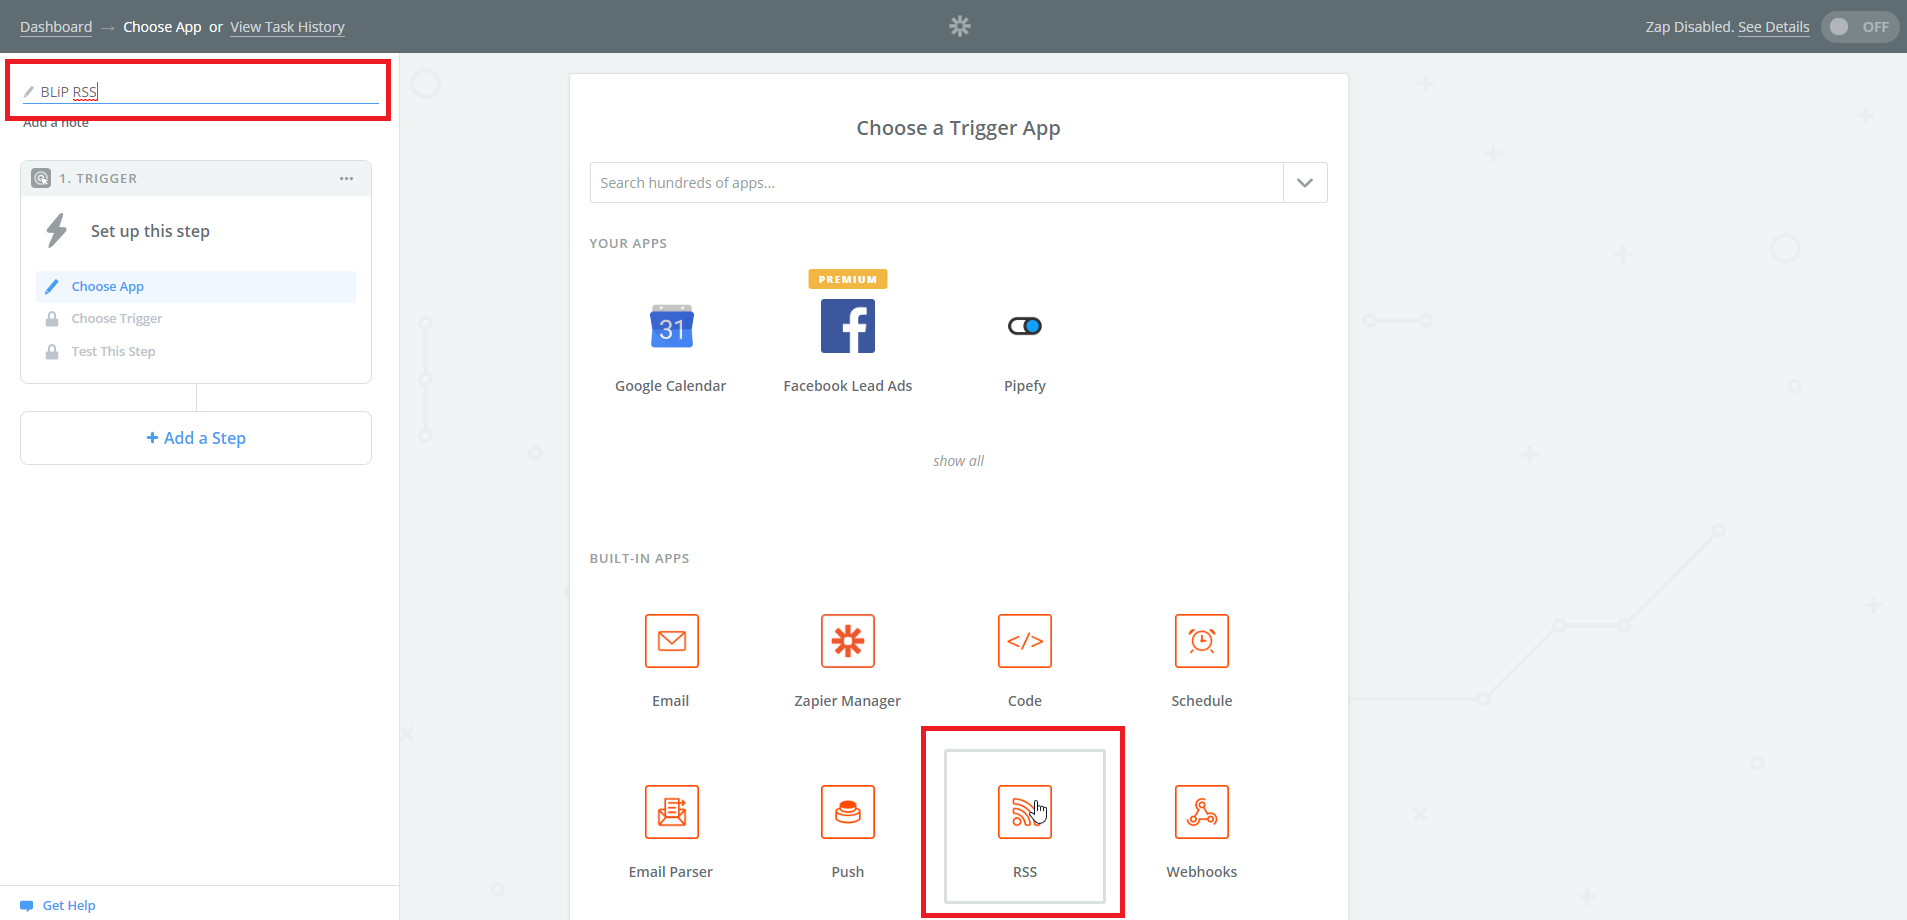 Dashboard → Choose App or View Task History
Zap Disabled. See Details OFF
BLiP RSS
Add a note
1. TRIGGER
Set up this step
Choose App
Choose Trigger
Test This Step
+ Add a Step
Get Help
Choose a Trigger App
Search hundreds of apps...
YOUR APPS
PREMIUM
31
Google Calendar Facebook Lead Ads Pipefy
show all
BUILT-IN APPS
</>
Email Zapier Manager Code Schedule
Email Parser Push RSS Webhooks